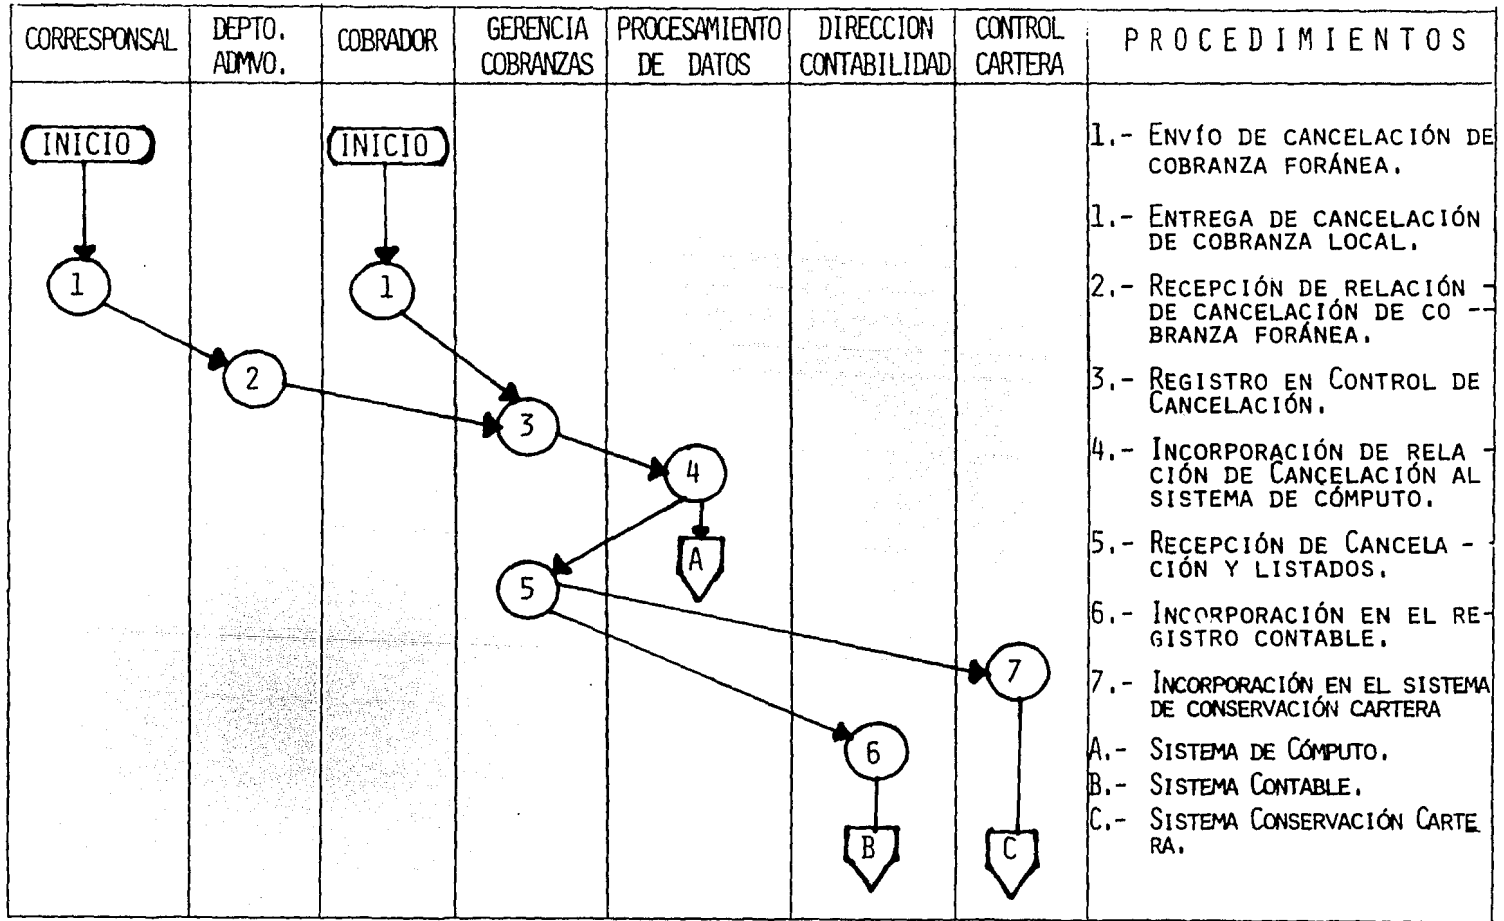 CORRESPONSAL
DEPTO.
ADMVO.
COBRADOR
GERENCIA
COBRANZAS
PROCESAMIENTO
DE DATOS
DIRECCION
CONTABILIDAD
CONTROL
CARTERA
PROCEDIMIENTOS
INICIO
INICIO
1
1
2
3
4
A
5
7
6
B
C
1.- ENVÍO DE CANCELACIÓN DE
COBRANZA FORÁNEA.
1.- ENTREGA DE CANCELACIÓN
DE COBRANZA LOCAL.
2.- RECEPCIÓN DE RELACIÓN -
DE CANCELACIÓN DE CO --
BRANZA FORÁNEA.
3.- REGISTRO EN CONTROL DE
CANCELACIÓN.
4.- INCORPORACIÓN DE RELA -
CIÓN DE CANCELACIÓN AL
SISTEMA DE CÓMPUTO.
5.- RECEPCIÓN DE CANCELA -
CIÓN Y LISTADOS.
6.- INCORPORACIÓN EN EL RE-
GISTRO CONTABLE.
7.- INCORPORACIÓN EN EL SISTEMA
DE CONSERVACIÓN CARTERA
A.- SISTEMA DE CÓMPUTO.
B.- SISTEMA CONTABLE.
C.- SISTEMA CONSERVACIÓN CARTE
RA.